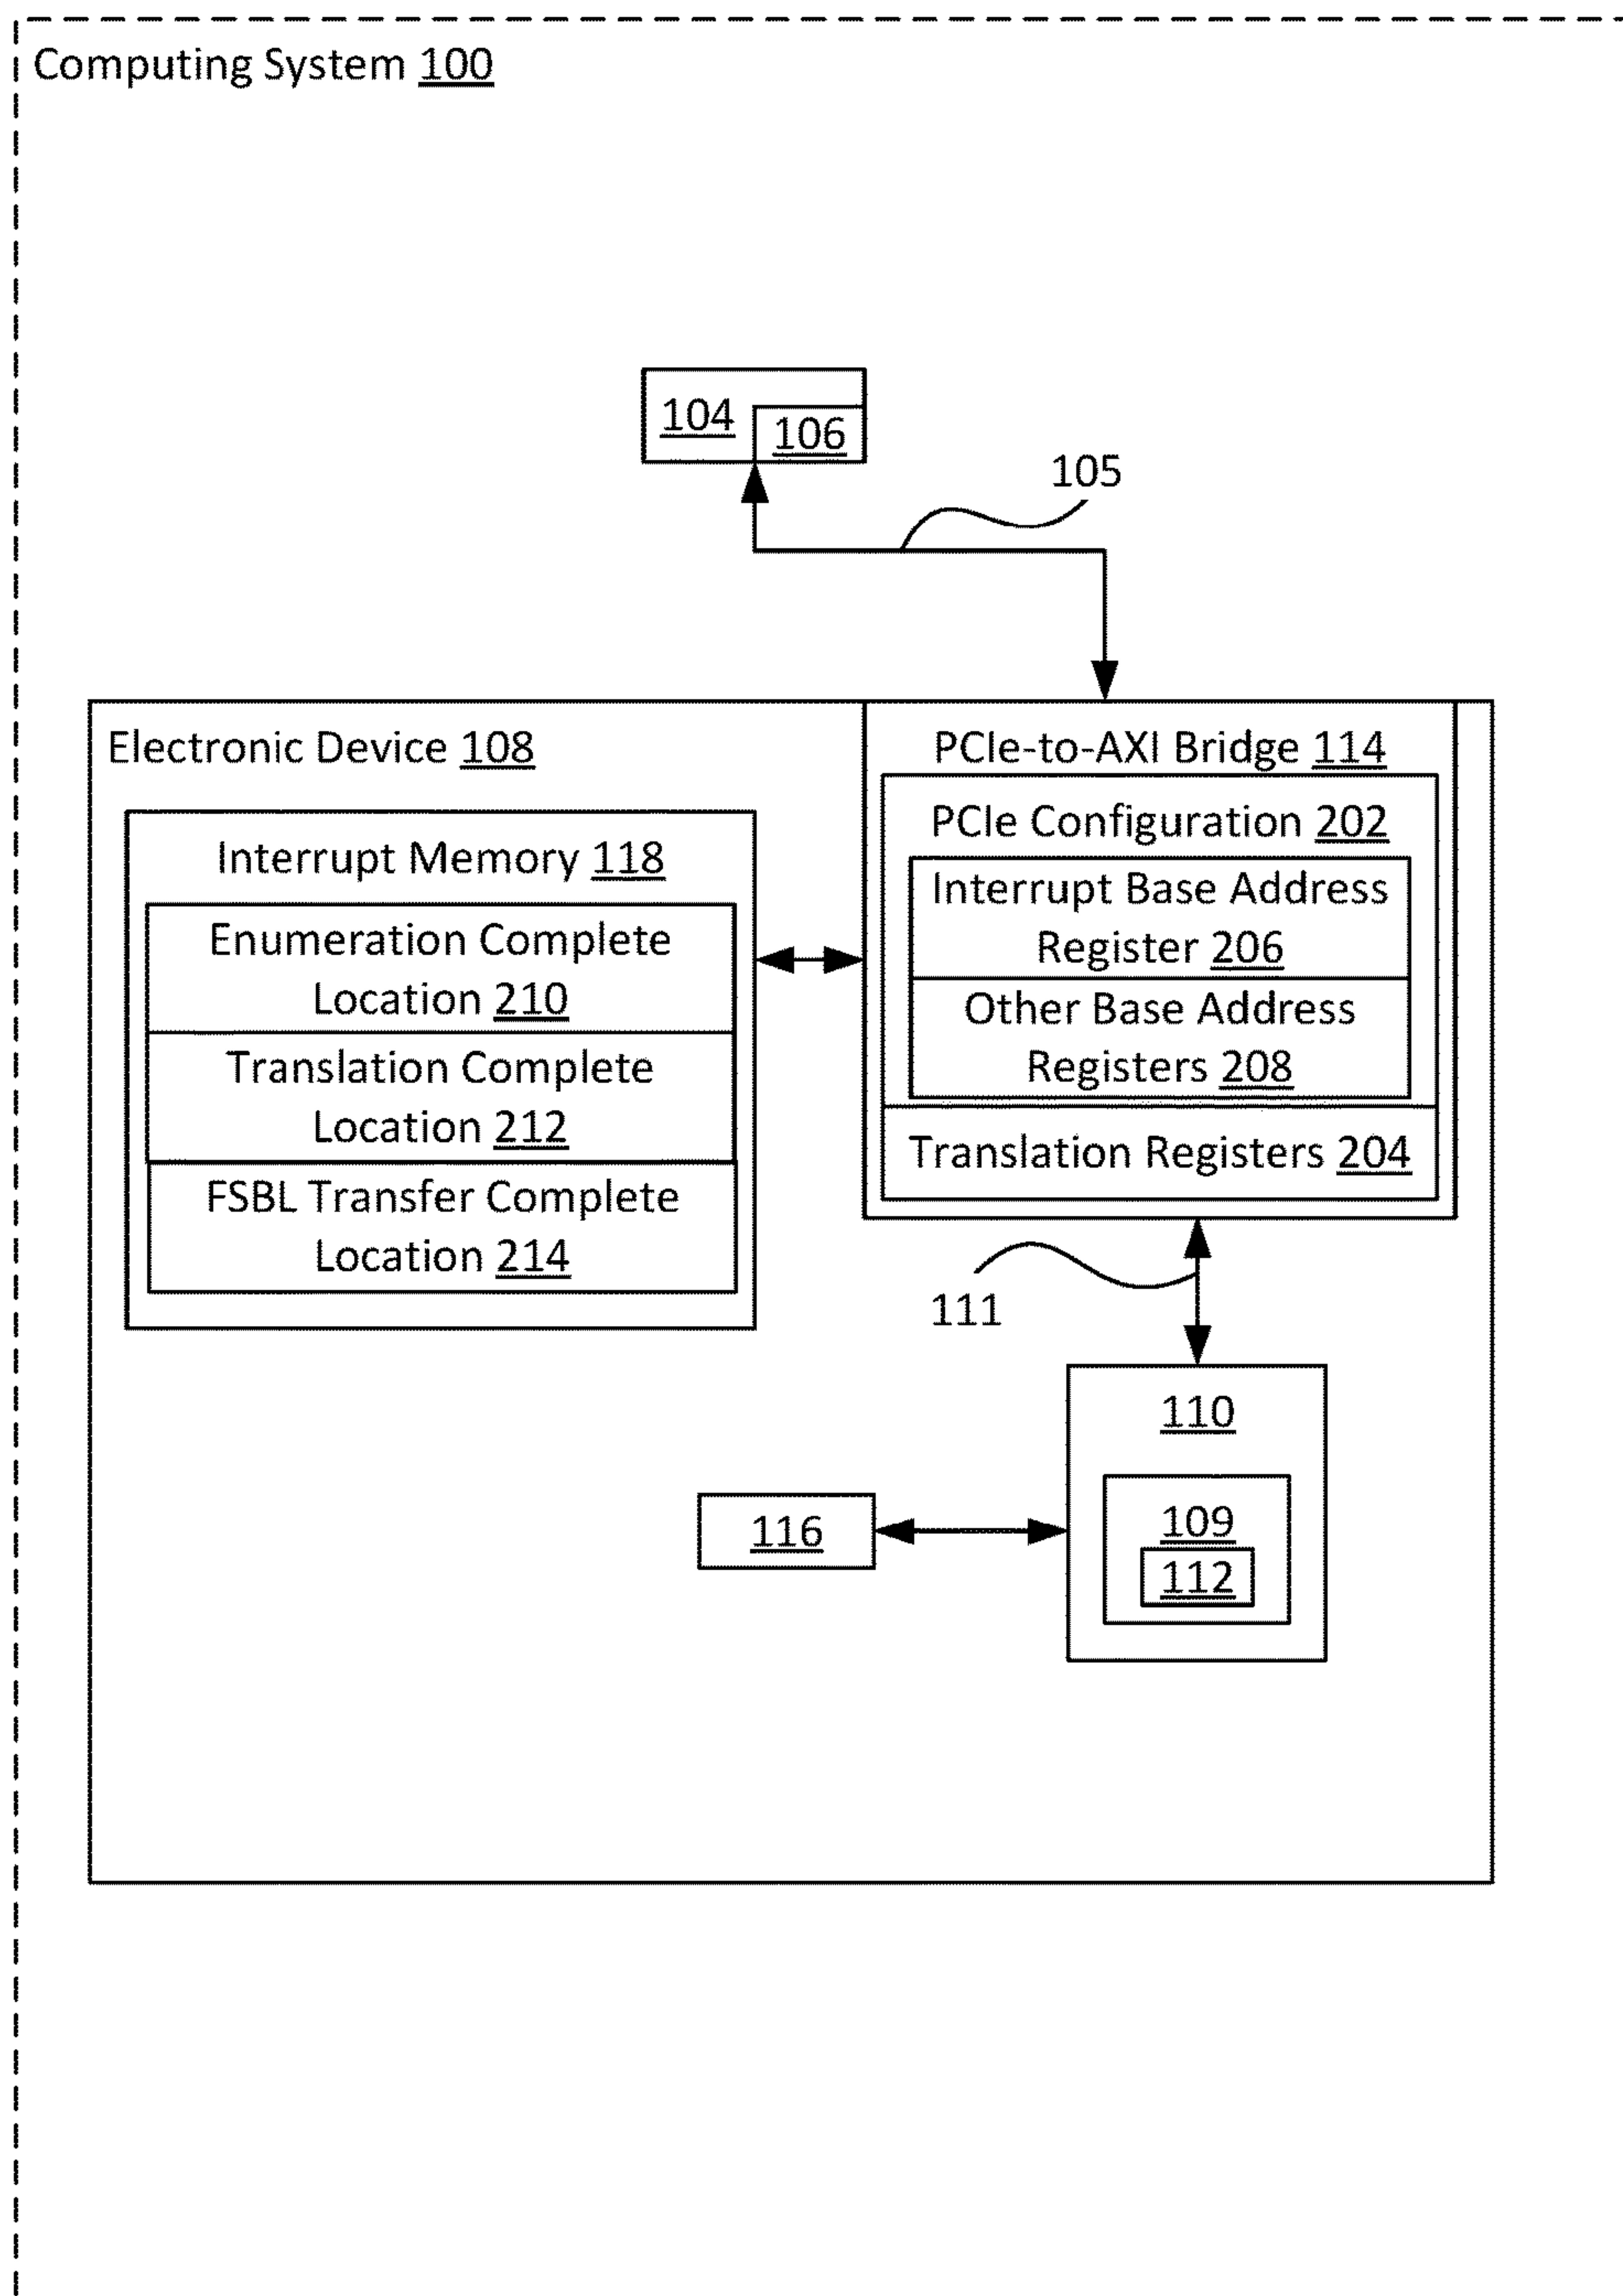 Computing System 100
104
106
105
Electronic Device 108
PCIe-to-AXI Bridge 114
PCIe Configuration 202
Interrupt Base Address
Register 206
Other Base Address
Registers 208
Translation Registers 204
Interrupt Memory 118
Enumeration Complete
Location 210
Translation Complete
Location 212
FSBL Transfer Complete
Location 214
111
110
109
112
116